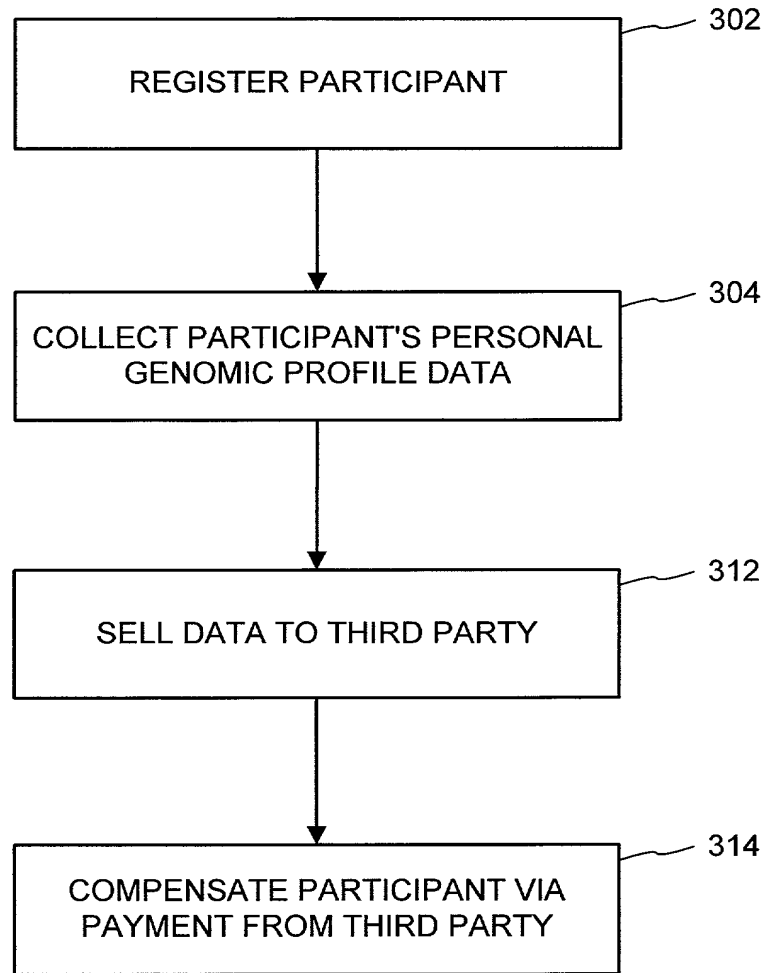 302
REGISTER PARTICIPANT
304
COLLECT PARTICIPANT'S PERSONAL
GENOMIC PROFILE DATA
312
SELL DATA TO THIRD PARTY
314
COMPENSATE PARTICIPANT VIA
PAYMENT FROM THIRD PARTY